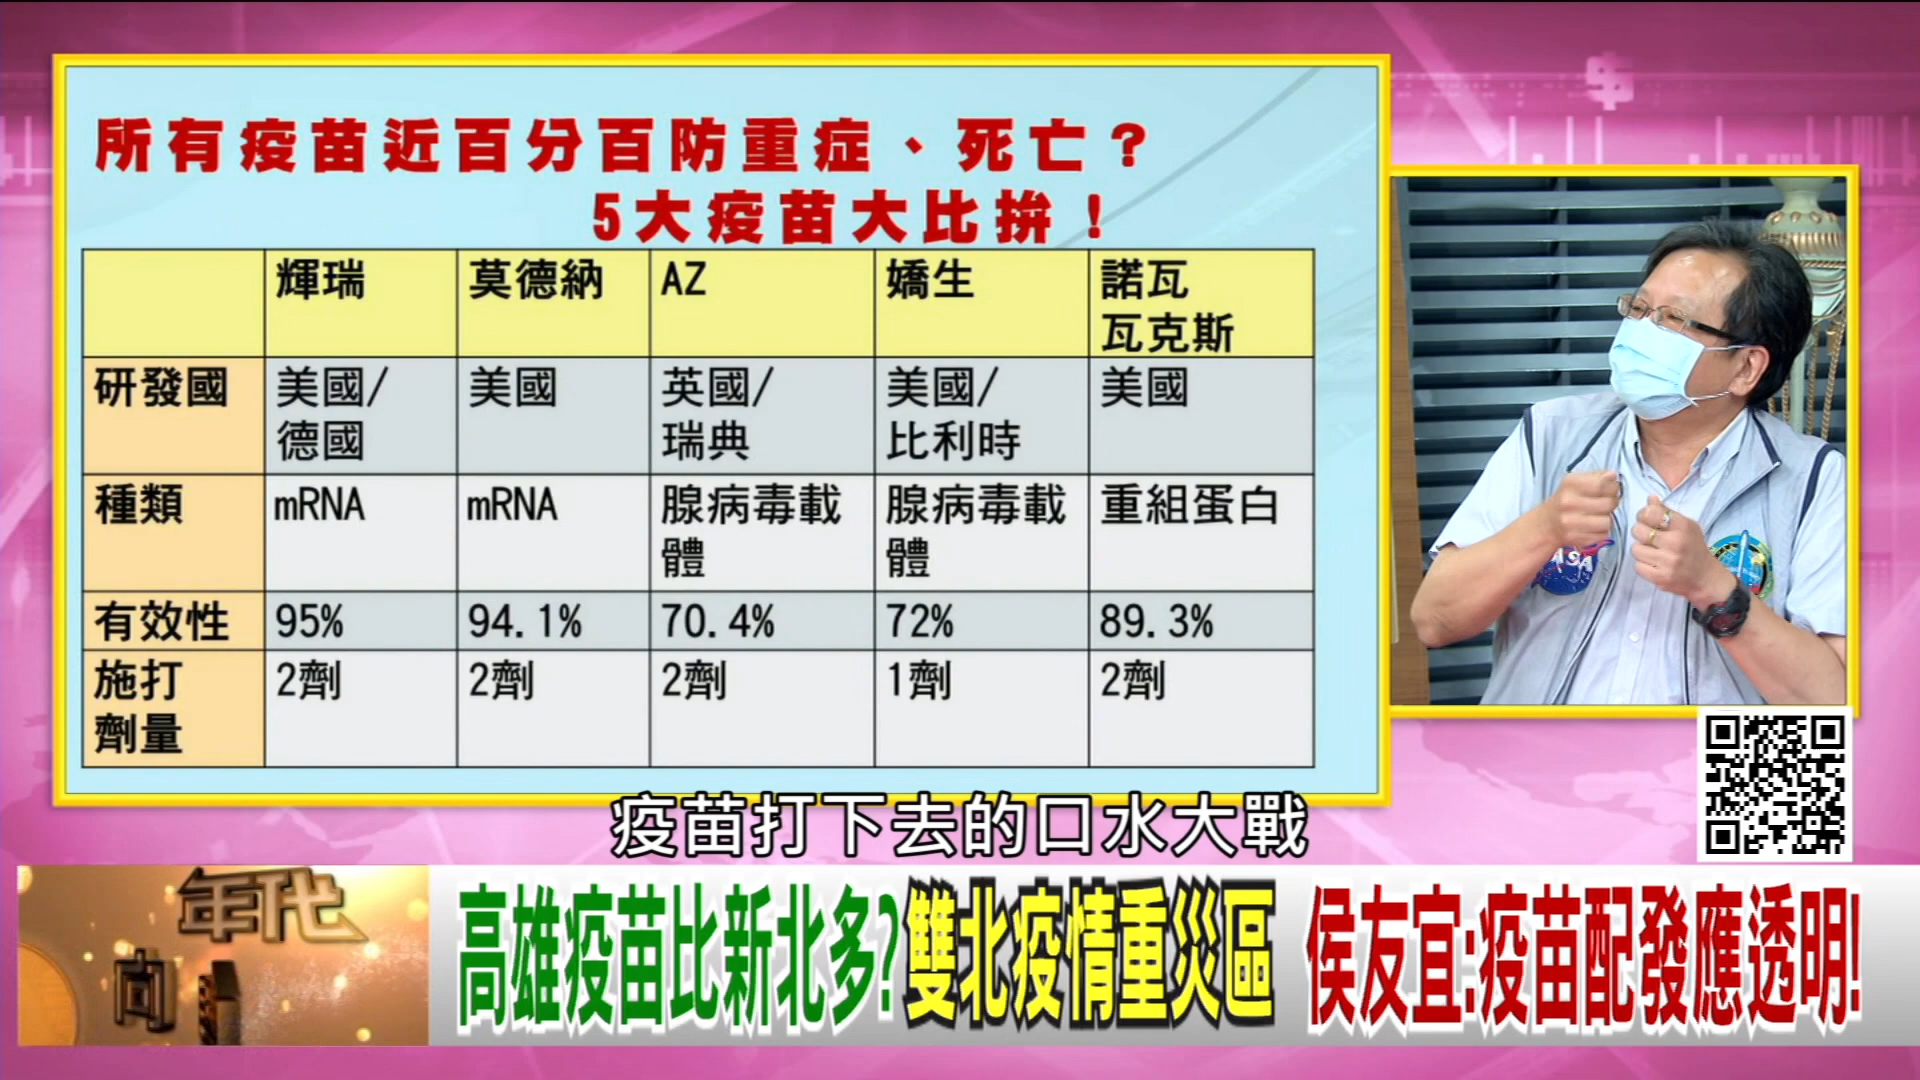 所有疫苗近百分百防重症、死亡?
5大疫苗大比拚!
輝瑞 莫德納 AZ 嬌生 諾瓦
瓦克斯
研發國 美國/ 美國 英國/ 美國/ 美國
德國 瑞典 比利時
種類 mRNA mRNA 腺病毒載 腺病毒載 重組蛋白
體 體
有效性 95% 94.1% 70.4% 72% 89.3%
施打 2劑 2劑 2劑 1劑 2劑
劑量
疫苗打下去的口水大戰
年代
向
高雄疫苗比新北多?雙北疫情重災區 侯友宜:疫苗配發應透明!